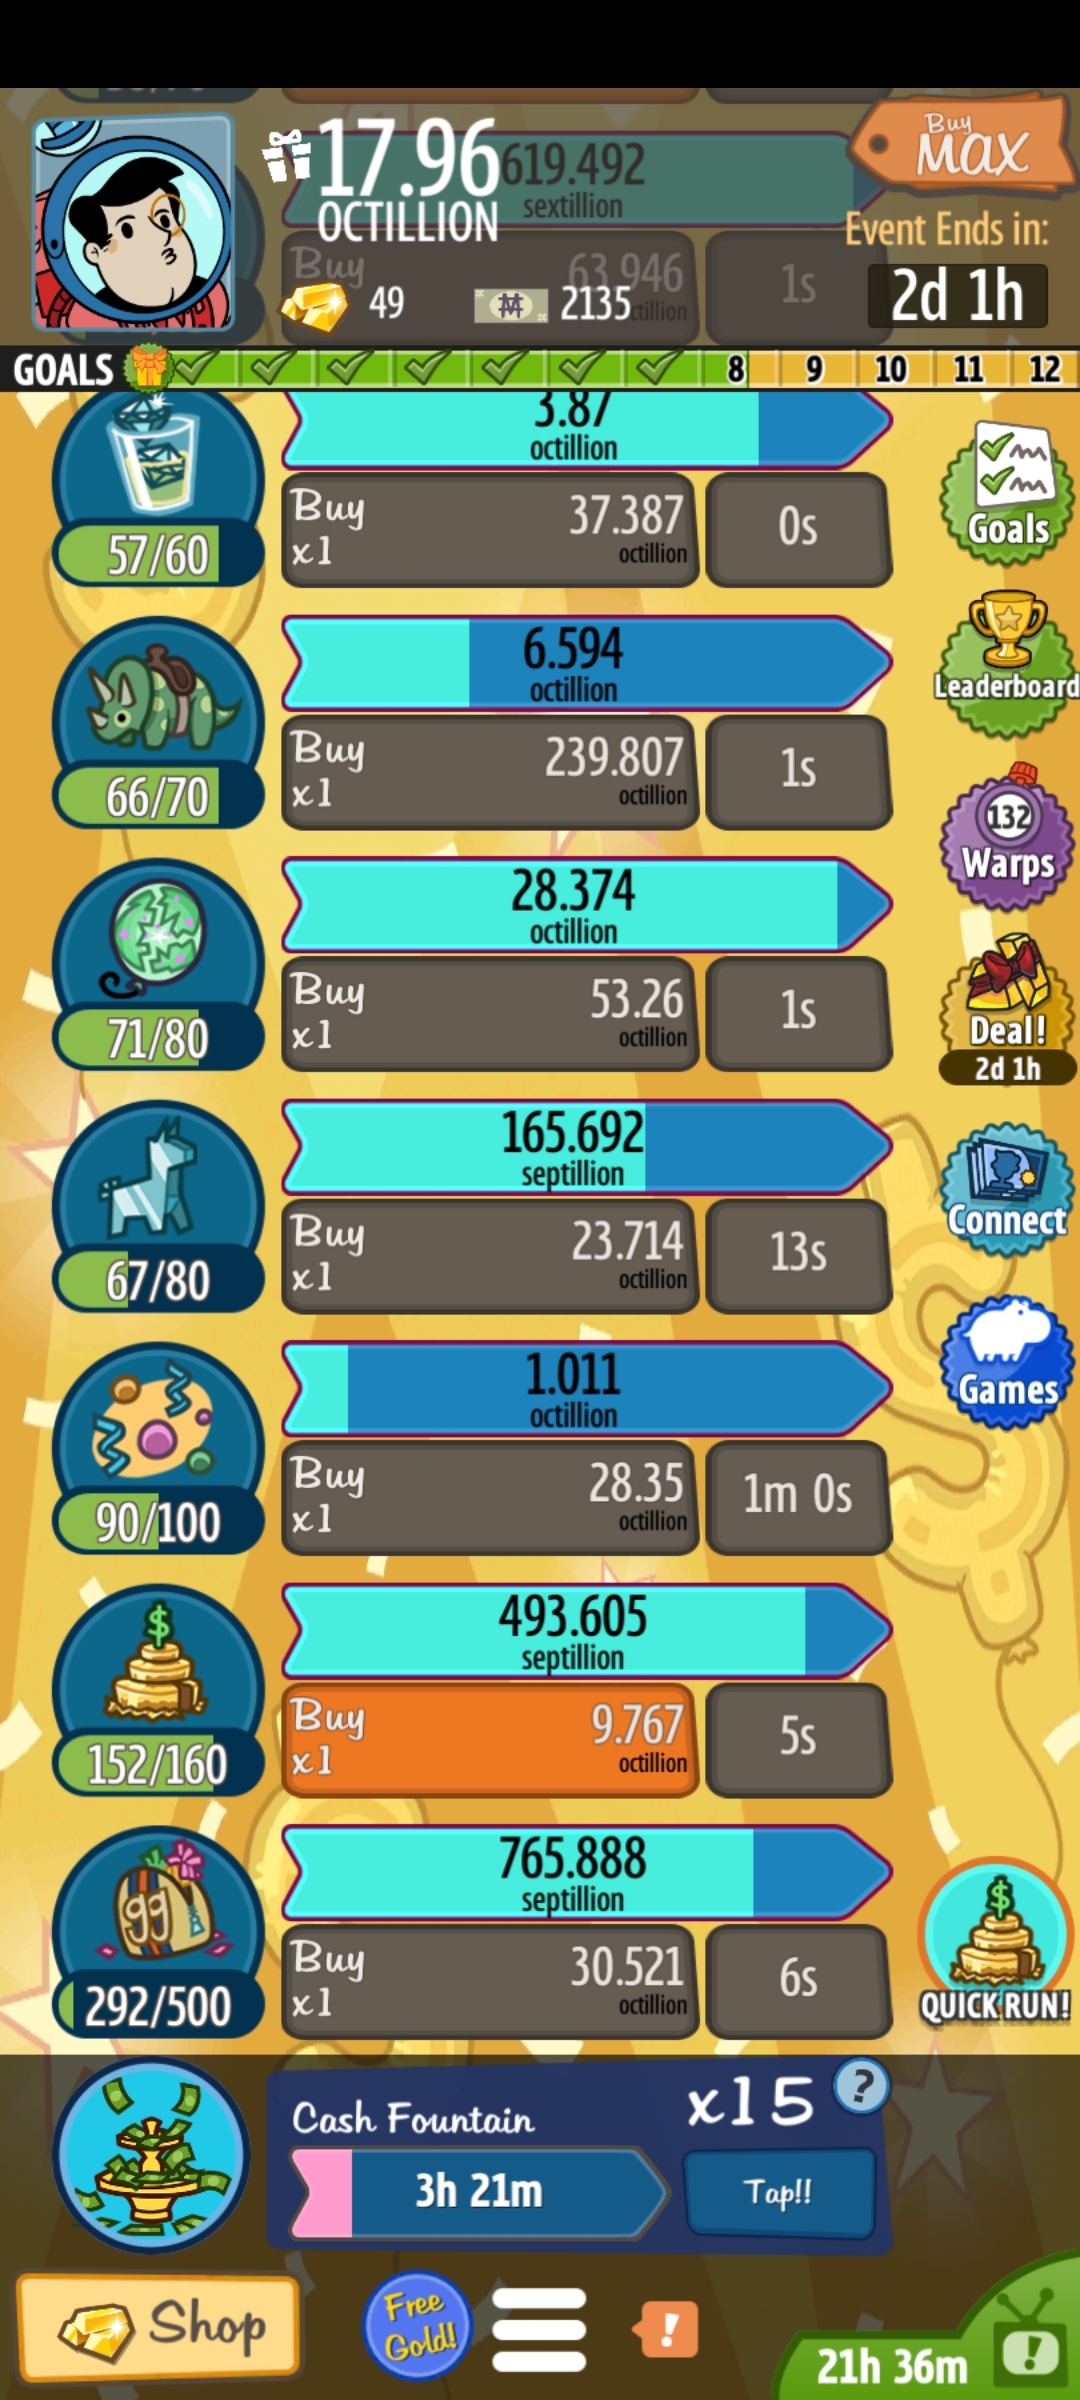 17.96
OCTILLION
619.492
sextillion
Buy
MAX
Event Ends in:
2d 1h
Buy
63.946
1s
49
2135
GOALS
8
9
10
11
12
3.87
octillion
57/60
Buy
x1
37.387
octillion
0s
Goals
6.594
octillion
66/70
Buy
x1
239.807
octillion
1s
Leaderboard
132
Warps
28.374
octillion
71/80
Buy
x1
53.26
octillion
1s
Deal!
2d 1h
165.692
septillion
67/80
Buy
x1
23.714
octillion
13s
Connect
1.011
octillion
90/100
Buy
x1
28.35
octillion
1m 0s
Games
493.605
septillion
$
152/160
Buy
x1
9.767
octillion
5s
765.888
septillion
gg
292/500
Buy
x1
30.521
octillion
6s
$
QUICK RUN!
Cash Fountain
x15
?
3h 21m
Tap!!
Shop
Free
Gold!
!
21h 36m
!